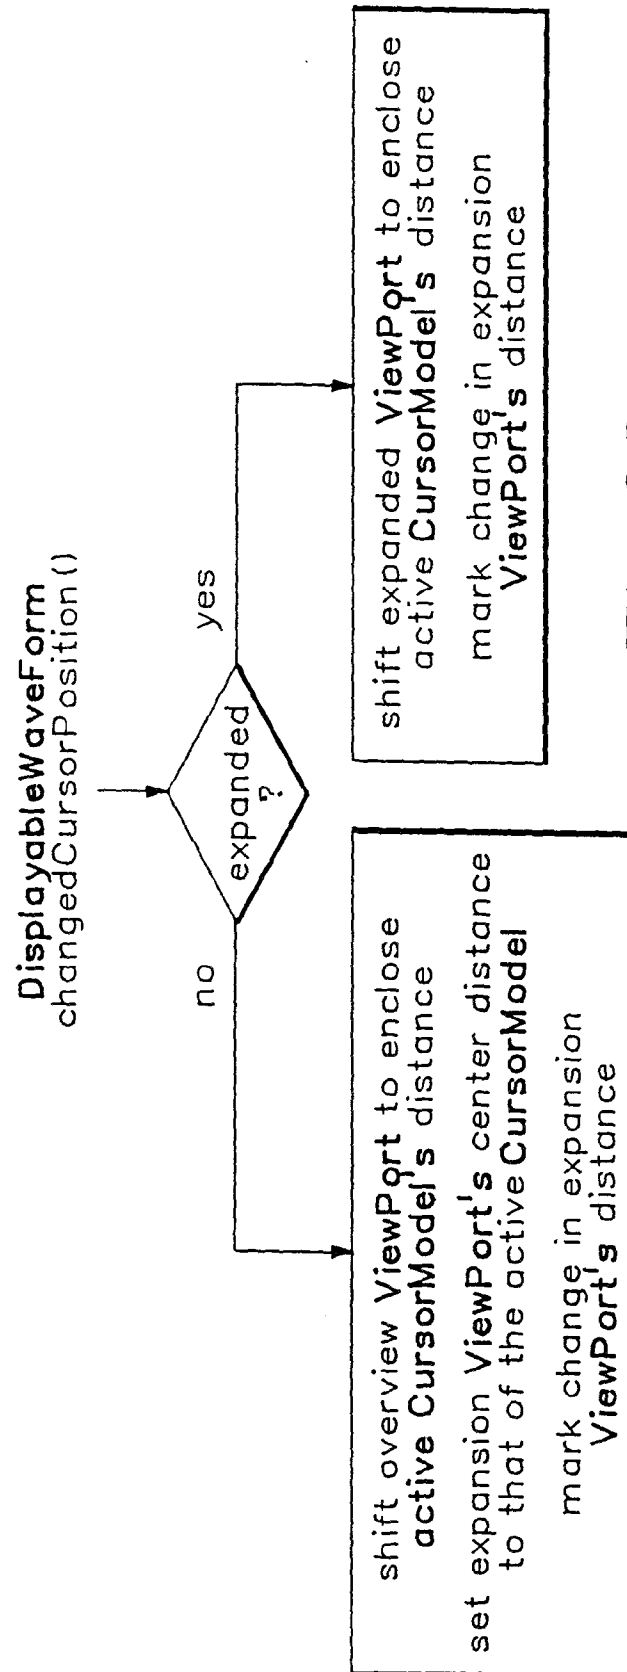 DisplayableWaveForm
changedCursorPosition()
expanded
?
no
yes
shift overview ViewPort to enclose
active CursorModel's distance
set expansion ViewPort's center distance
to that of the active CursorModel
mark change in expansion
ViewPort's distance
shift expanded ViewPort to enclose
active CursorModel's distance
mark change in expansion
ViewPort's distance